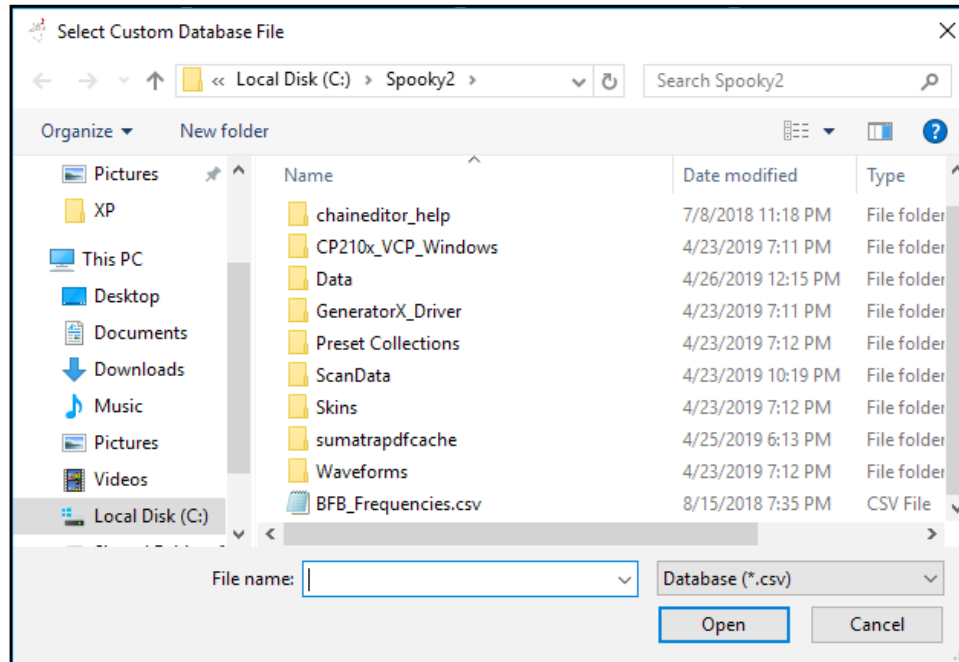 Select Custom Database File
« Local Disk (C:) > Spooky2 >
Search Spooky2
Organize
New folder
Pictures
XP
This PC
Desktop
Documents
Downloads
Music
Pictures
Videos
Local Disk (C:)
Name Date modified Type
chaineditor_help 7/8/2018 11:18 PM File folder
CP210x_VCP_Windows 4/23/2019 7:11 PM File folder
Data 4/26/2019 12:15 PM File folder
GeneratorX_Driver 4/23/2019 7:11 PM File folder
Preset Collections 4/23/2019 7:12 PM File folder
ScanData 4/23/2019 10:19 PM File folder
Skins 4/23/2019 7:12 PM File folder
sumatrapdfcache 4/25/2019 6:13 PM File folder
Waveforms 4/23/2019 7:12 PM File folder
BFB_Frequencies.csv 8/15/2018 7:35 PM CSV File
File name:
Database (*.csv)
Open
Cancel